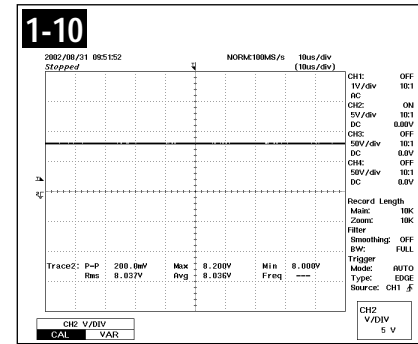 1-10
2002/08/31 09:51:52 NORM:100MS/s 10us/div
Stopped (10us/div)
CH1: OFF
1V/div 10:1
AC
CH2: ON
5V/div 10:1
DC 0.00V
CH3: OFF
50V/div 10:1
DC 0.0V
CH4: OFF
50V/div 10:1
DC 0.0V
Record Length
Main: 10K
Zoom: 10K
Filter
Smoothing: OFF
BW: FULL
Trigger
Mode: AUTO
Type: EDGE
Source: CH1
Trace2: P-P 200.0mV Max 8.200V Min 8.000V
Rms 8.037V Avg 8.036V Freq ---
CH2 V/DIV
CAL VAR
CH2
V/DIV
5 V